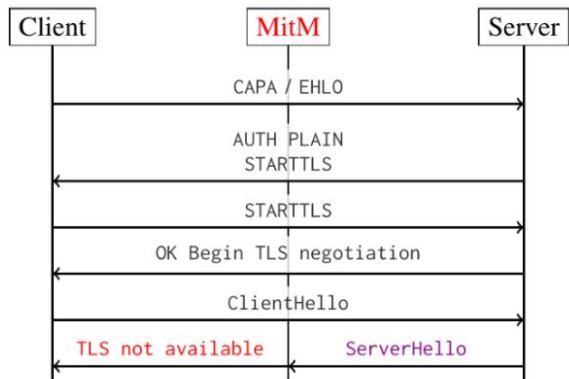 Client MitM Server
CAPA / EHLO
AUTH PLAIN
STARTTLS
STARTTLS
OK Begin TLS negotiation
ClientHello
TLS not available ServerHello